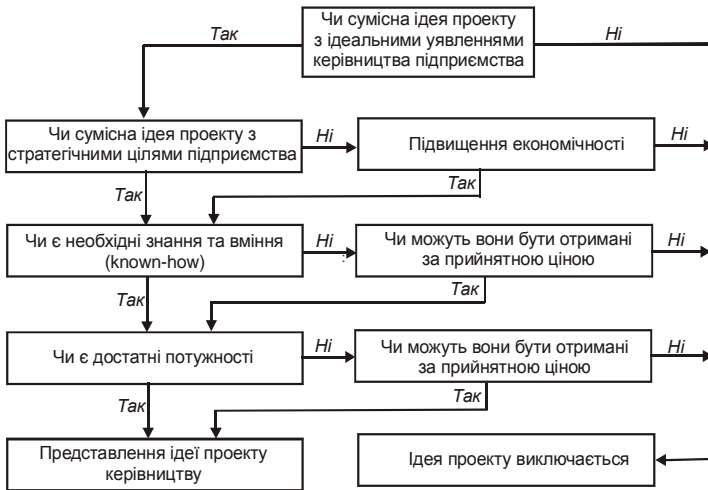 Чи сумісна ідея проекту
з ідеальними уявленнями
керівництва підприємства
Так
Ні
Чи сумісна ідея проекту з
стратегічними цілями підприємства
Ні
Підвищення економічності
Ні
Так
Так
Чи є необхідні знання та вміння
(known-how)
Ні
Чи можуть вони бути отримані
за прийнятною ціною
Ні
Так
Так
Чи є достатні потужності
Ні
Чи можуть вони бути отримані
за прийнятною ціною
Ні
Так
Так
Представлення ідеї проекту
керівництву
Ідея проекту виключається